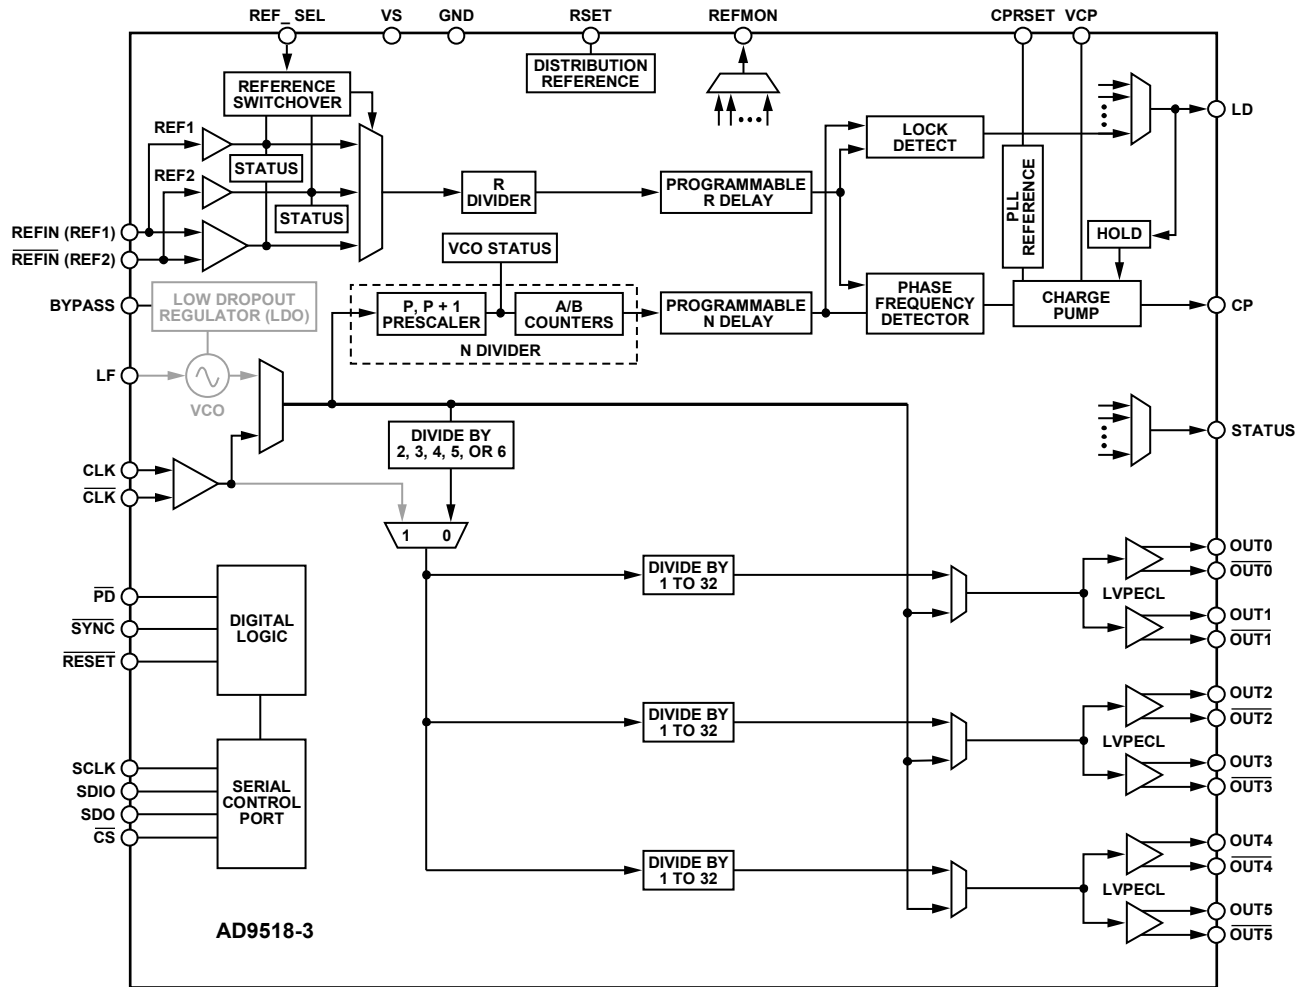 REF_ SEL
VS
GND
RSET
REFMON
CPRSET
VCP
DISTRIBUTION
REFERENCE
REFERENCE
SWITCHOVER
REF1
STATUS
REF2
STATUS
R
DIVIDER
PROGRAMMABLE
R DELAY
LOCK
DETECT
PLL
REFERENCE
LD
HOLD
REFIN (REF1)
REFIN (REF2)
VCO STATUS
BYPASS
LOW DROPOUT
REGULATOR (LDO)
P, P + 1
PRESCALER
A/B
COUNTERS
N DIVIDER
PROGRAMMABLE
N DELAY
PHASE
FREQUENCY
DETECTOR
CHARGE
PUMP
CP
LF
VCO
DIVIDE BY
2, 3, 4, 5, OR 6
STATUS
CLK
CLK
1 0
DIVIDE BY
1 TO 32
LVPECL
OUT0
OUT0
OUT1
OUT1
PD
SYNC
RESET
DIGITAL
LOGIC
DIVIDE BY
1 TO 32
LVPECL
OUT2
OUT2
OUT3
OUT3
SCLK
SDIO
SDO
CS
SERIAL
CONTROL
PORT
DIVIDE BY
1 TO 32
LVPECL
OUT4
OUT4
OUT5
OUT5
AD9518-3